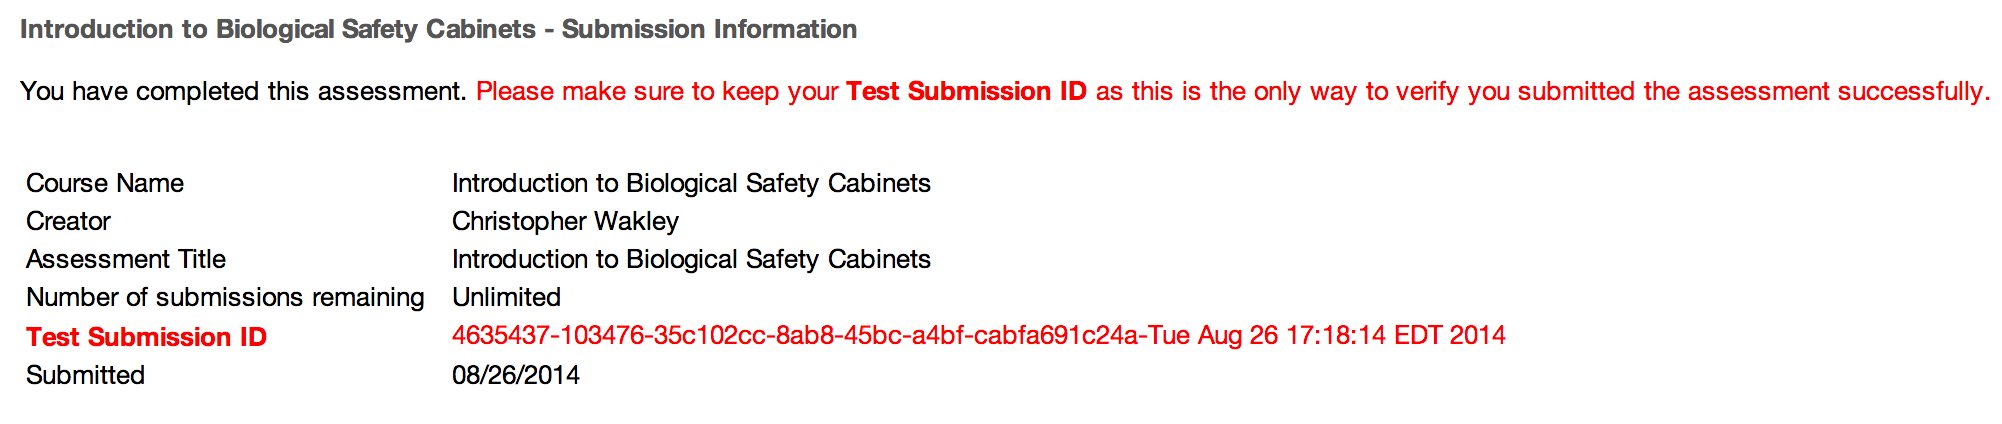 Introduction to Biological Safety Cabinets - Submission Information
You have completed this assessment. Please make sure to keep your Test Submission ID as this is the only way to verify you submitted the assessment successfully.
Course Name Introduction to Biological Safety Cabinets
Creator Christopher Wakley
Assessment Title Introduction to Biological Safety Cabinets
Number of submissions remaining Unlimited
Test Submission ID 4635437-103476-35c102cc-8ab8-45bc-a4bf-cabfa691c24a-Tue Aug 26 17:18:14 EDT 2014
Submitted 08/26/2014